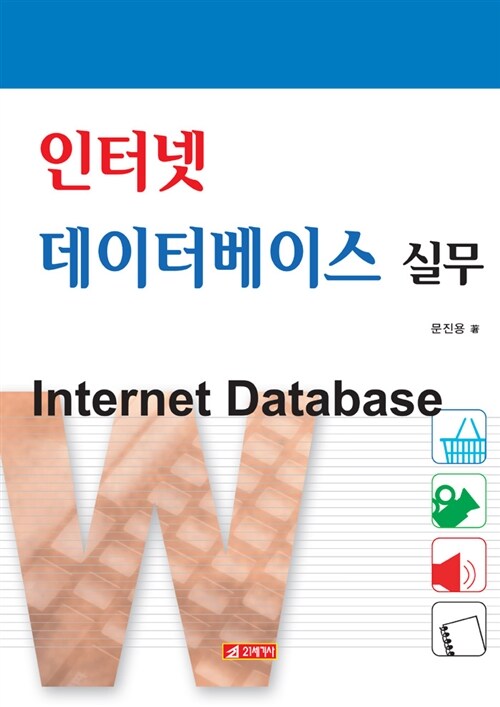 인터넷
데이터베이스 실무
문진용 著
Internet Database
W
21세기사